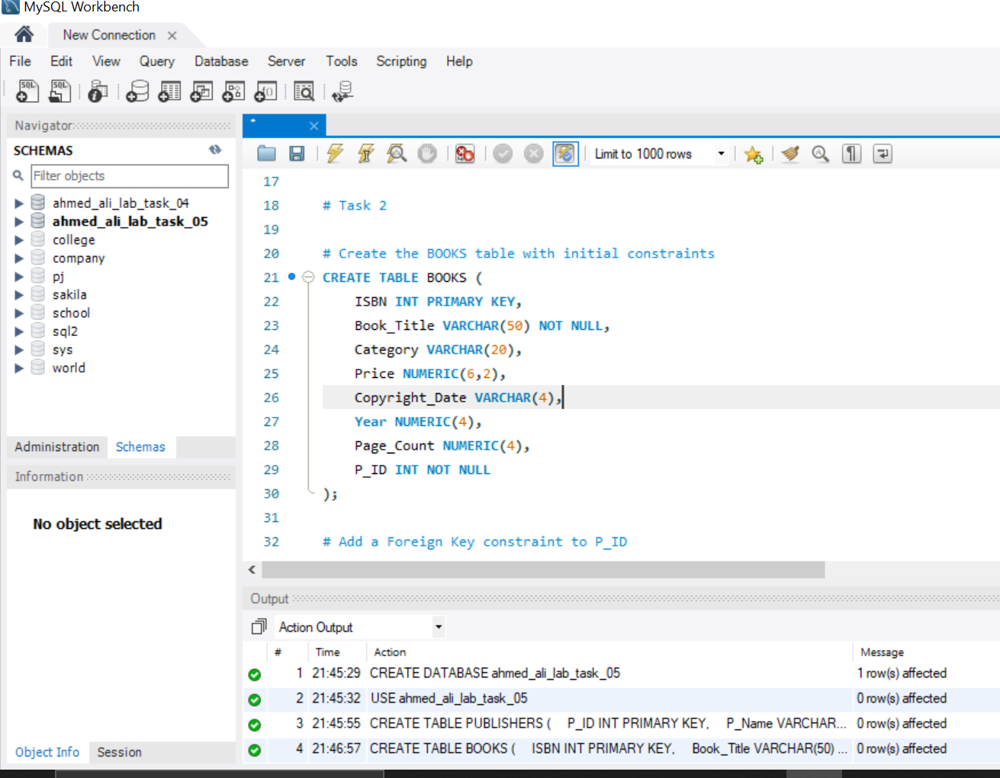 MySQL Workbench
New Connection
File Edit View Query Database Server Tools Scripting Help
Navigator
SCHEMAS
Filter objects
ahmed_ali_lab_task_04
ahmed_ali_lab_task_05
college
company
pj
sakila
school
sql2
sys
world
Administration Schemas
Information
No object selected
Object Info Session
Limit to 1000 rows
17
18 # Task 2
19
20 # Create the BOOKS table with initial constraints
21 CREATE TABLE BOOKS (
22 ISBN INT PRIMARY KEY,
23 Book_Title VARCHAR(50) NOT NULL,
24 Category VARCHAR(20),
25 Price NUMERIC(6,2),
26 Copyright_Date VARCHAR(4),
27 Year NUMERIC(4),
28 Page_Count NUMERIC(4),
29 P_ID INT NOT NULL
30 );
31
32 # Add a Foreign Key constraint to P_ID
Output
Action Output
# Time Action Message
1 21:45:29 CREATE DATABASE ahmed_ali_lab_task_05 1 row(s) affected
2 21:45:32 USE ahmed_ali_lab_task_05 0 row(s) affected
3 21:45:55 CREATE TABLE PUBLISHERS ( P_ID INT PRIMARY KEY, P_Name VARCHAR... 0 row(s) affected
4 21:46:57 CREATE TABLE BOOKS ( ISBN INT PRIMARY KEY, Book_Title VARCHAR(50) ... 0 row(s) affected